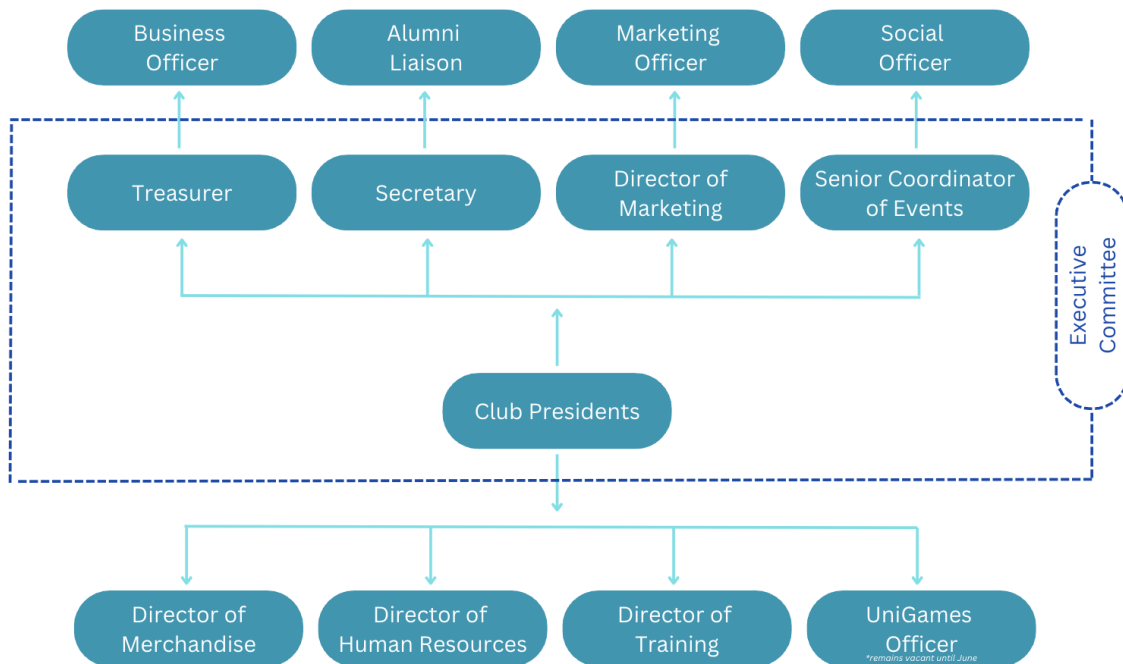 Business
Officer
Alumni
Liaison
Marketing
Officer
Social
Officer
Treasurer
Secretary
Director of
Marketing
Senior Coordinator
of Events
Executive
Committee
Club Presidents
Director of
Merchandise
Director of
Human Resources
Director of
Training
UniGames
Officer
*remains vacant until June